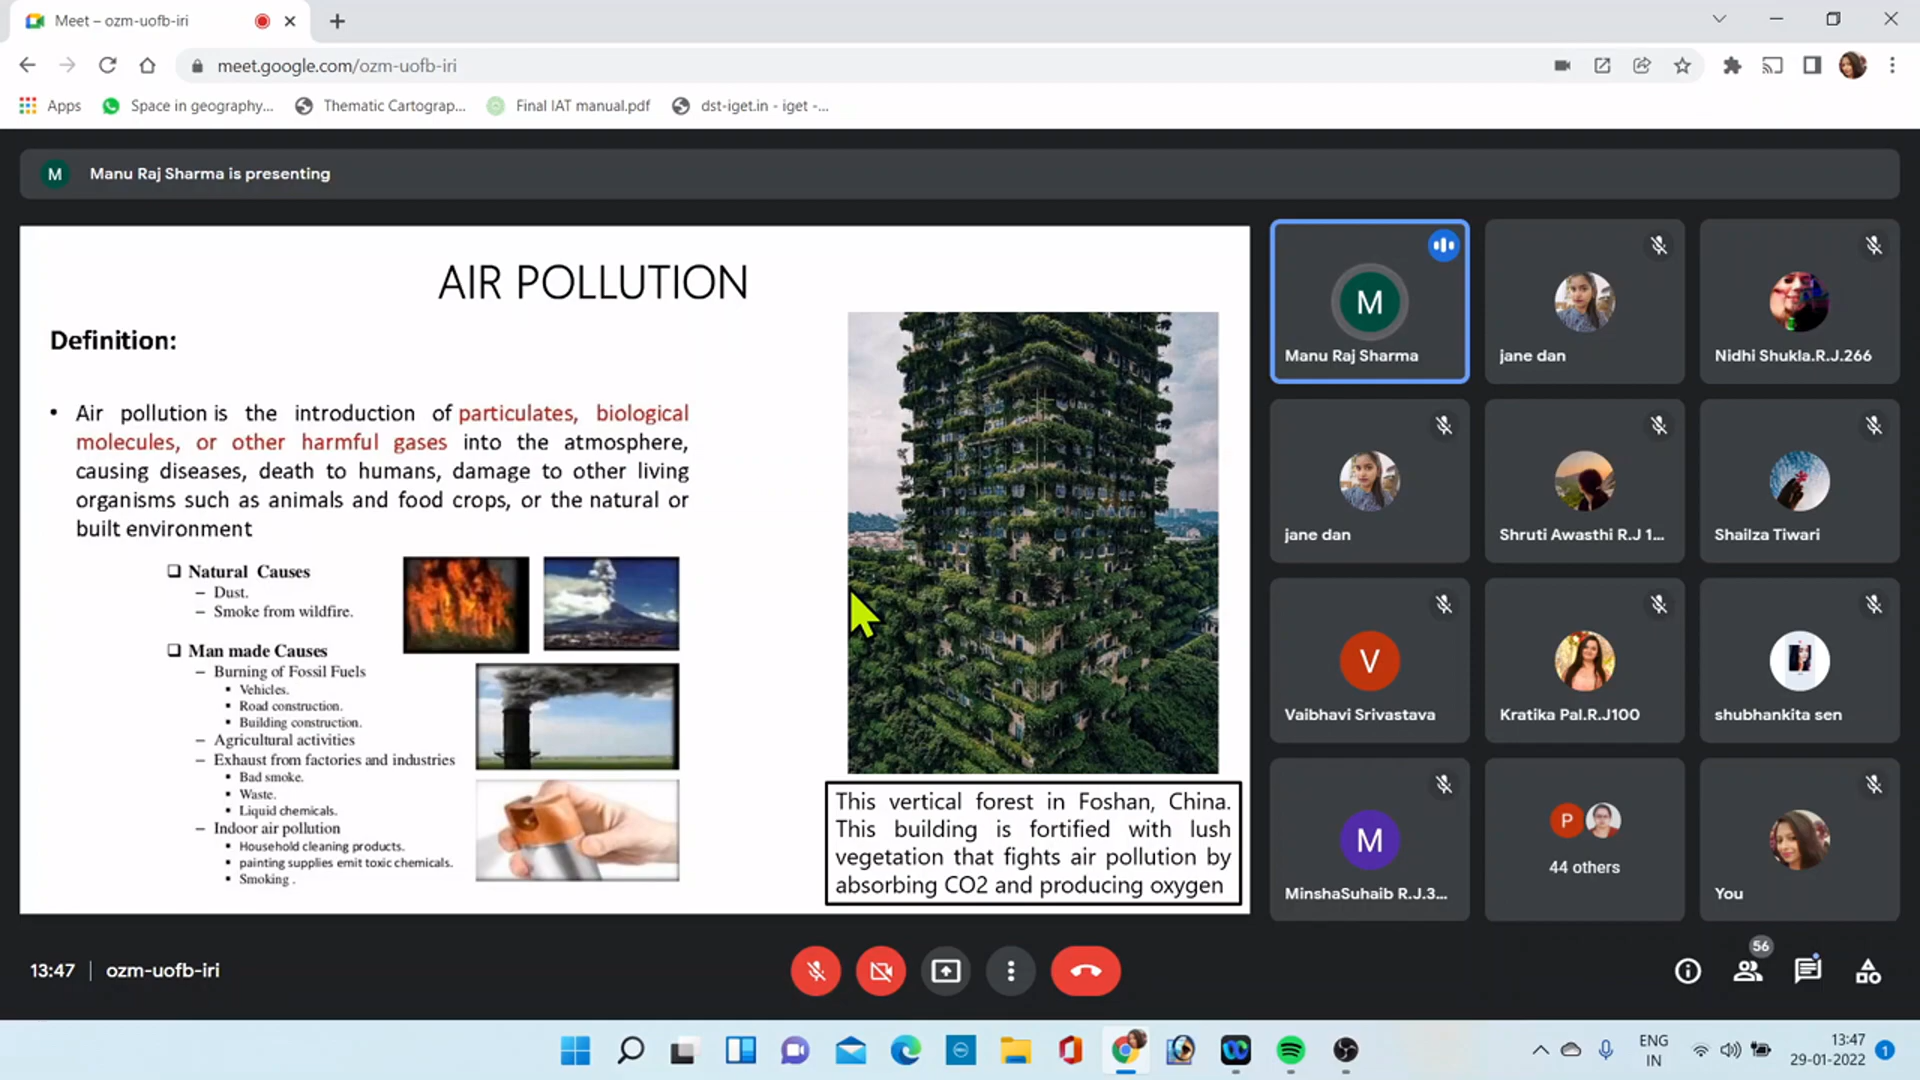 Meet – ozm-uofb-iri
meet.google.com/ozm-uofb-iri
Apps
Space in geography...
Thematic Cartograp...
Final IAT manual.pdf
dst-iget.in - iget -...
M
Manu Raj Sharma is presenting
AIR POLLUTION
Definition:
• Air pollution is the introduction of particulates, biological
molecules, or other harmful gases into the atmosphere,
causing diseases, death to humans, damage to other living
organisms such as animals and food crops, or the natural or
built environment
❑ Natural Causes
– Dust.
– Smoke from wildfire.
❑ Man made Causes
– Burning of Fossil Fuels
▪ Vehicles.
▪ Road construction.
▪ Building construction.
– Agricultural activities
– Exhaust from factories and industries
▪ Bad smoke.
▪ Waste.
▪ Liquid chemicals.
– Indoor air pollution
▪ Household cleaning products.
▪ painting supplies emit toxic chemicals.
▪ Smoking .
This vertical forest in Foshan, China.
This building is fortified with lush
vegetation that fights air pollution by
absorbing CO2 and producing oxygen
M
Manu Raj Sharma
jane dan
Nidhi Shukla.R.J.266
jane dan
Shruti Awasthi R.J 1...
Shailza Tiwari
V
Vaibhavi Srivastava
Kratika Pal.R.J100
shubhankita sen
M
MinshaSuhaib R.J.3...
P
44 others
You
13:47
ozm-uofb-iri
56
ENG
IN
13:47
29-01-2022
1